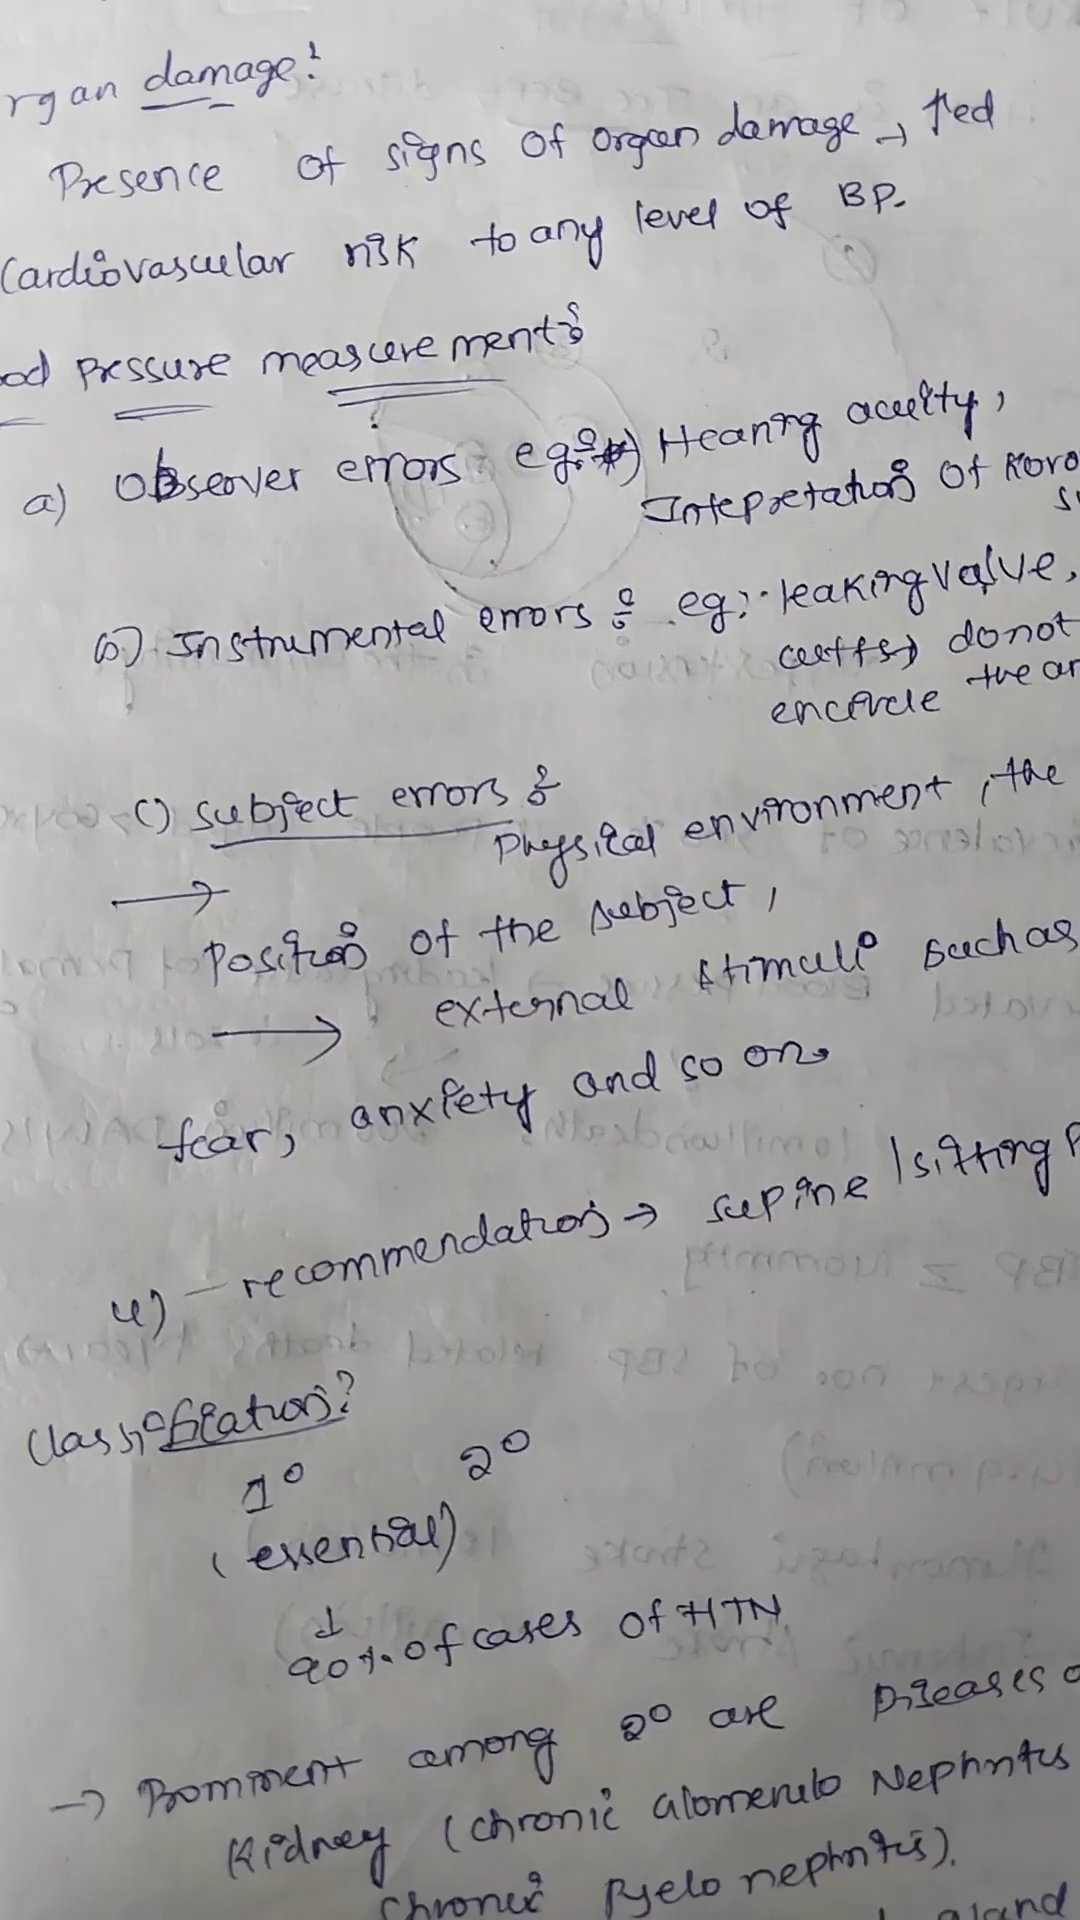 rgan damage:
Presence of signs of organ damage → ↑ed
Cardiovascular risk to any level of BP.
od pressure measurement:
a) Observer errors: eg:- Hearing acuity,
Intepretation of Koro
b) Instrumental errors: eg:- leaking valve,
cuffs → do not
encircle the ar
c) Subject errors:
→ Physical environment, the
position of the subject,
→ external stimuli such as
fear, anxiety and so on.
4) - recommendation → supine / sitting P
Classification:
1° 2°
(essential)
↓
90% of cases of HTN
→ Prominent among 2° are Diseases o
Kidney (chronic Glomerulo Nephritis
chronic pyelo nephritis).
gland